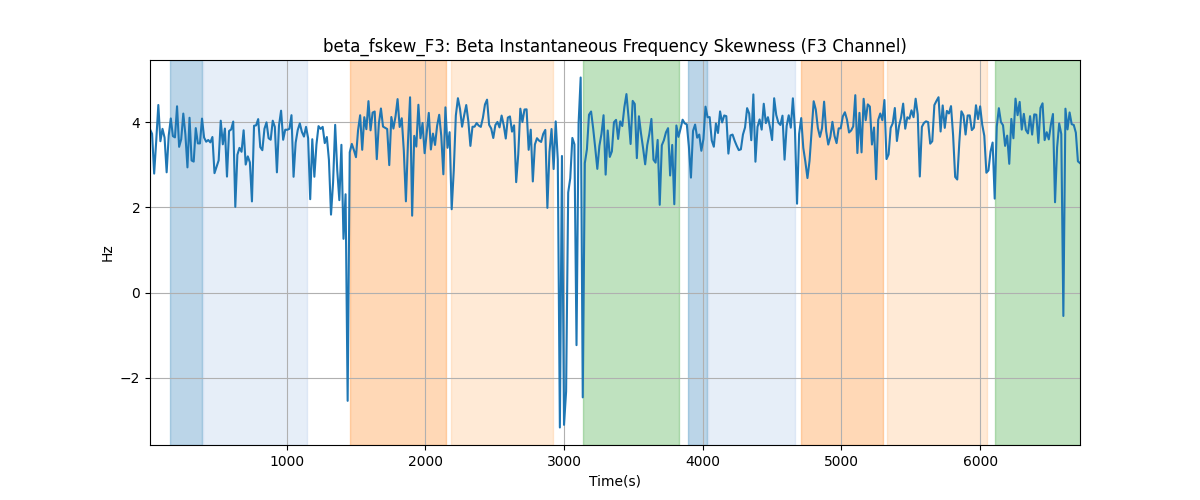 beta_fskew_F3: Beta Instantaneous Frequency Skewness (F3 Channel)
4
2
0
−2
Hz
1000 2000 3000 4000 5000 6000
Time(s)